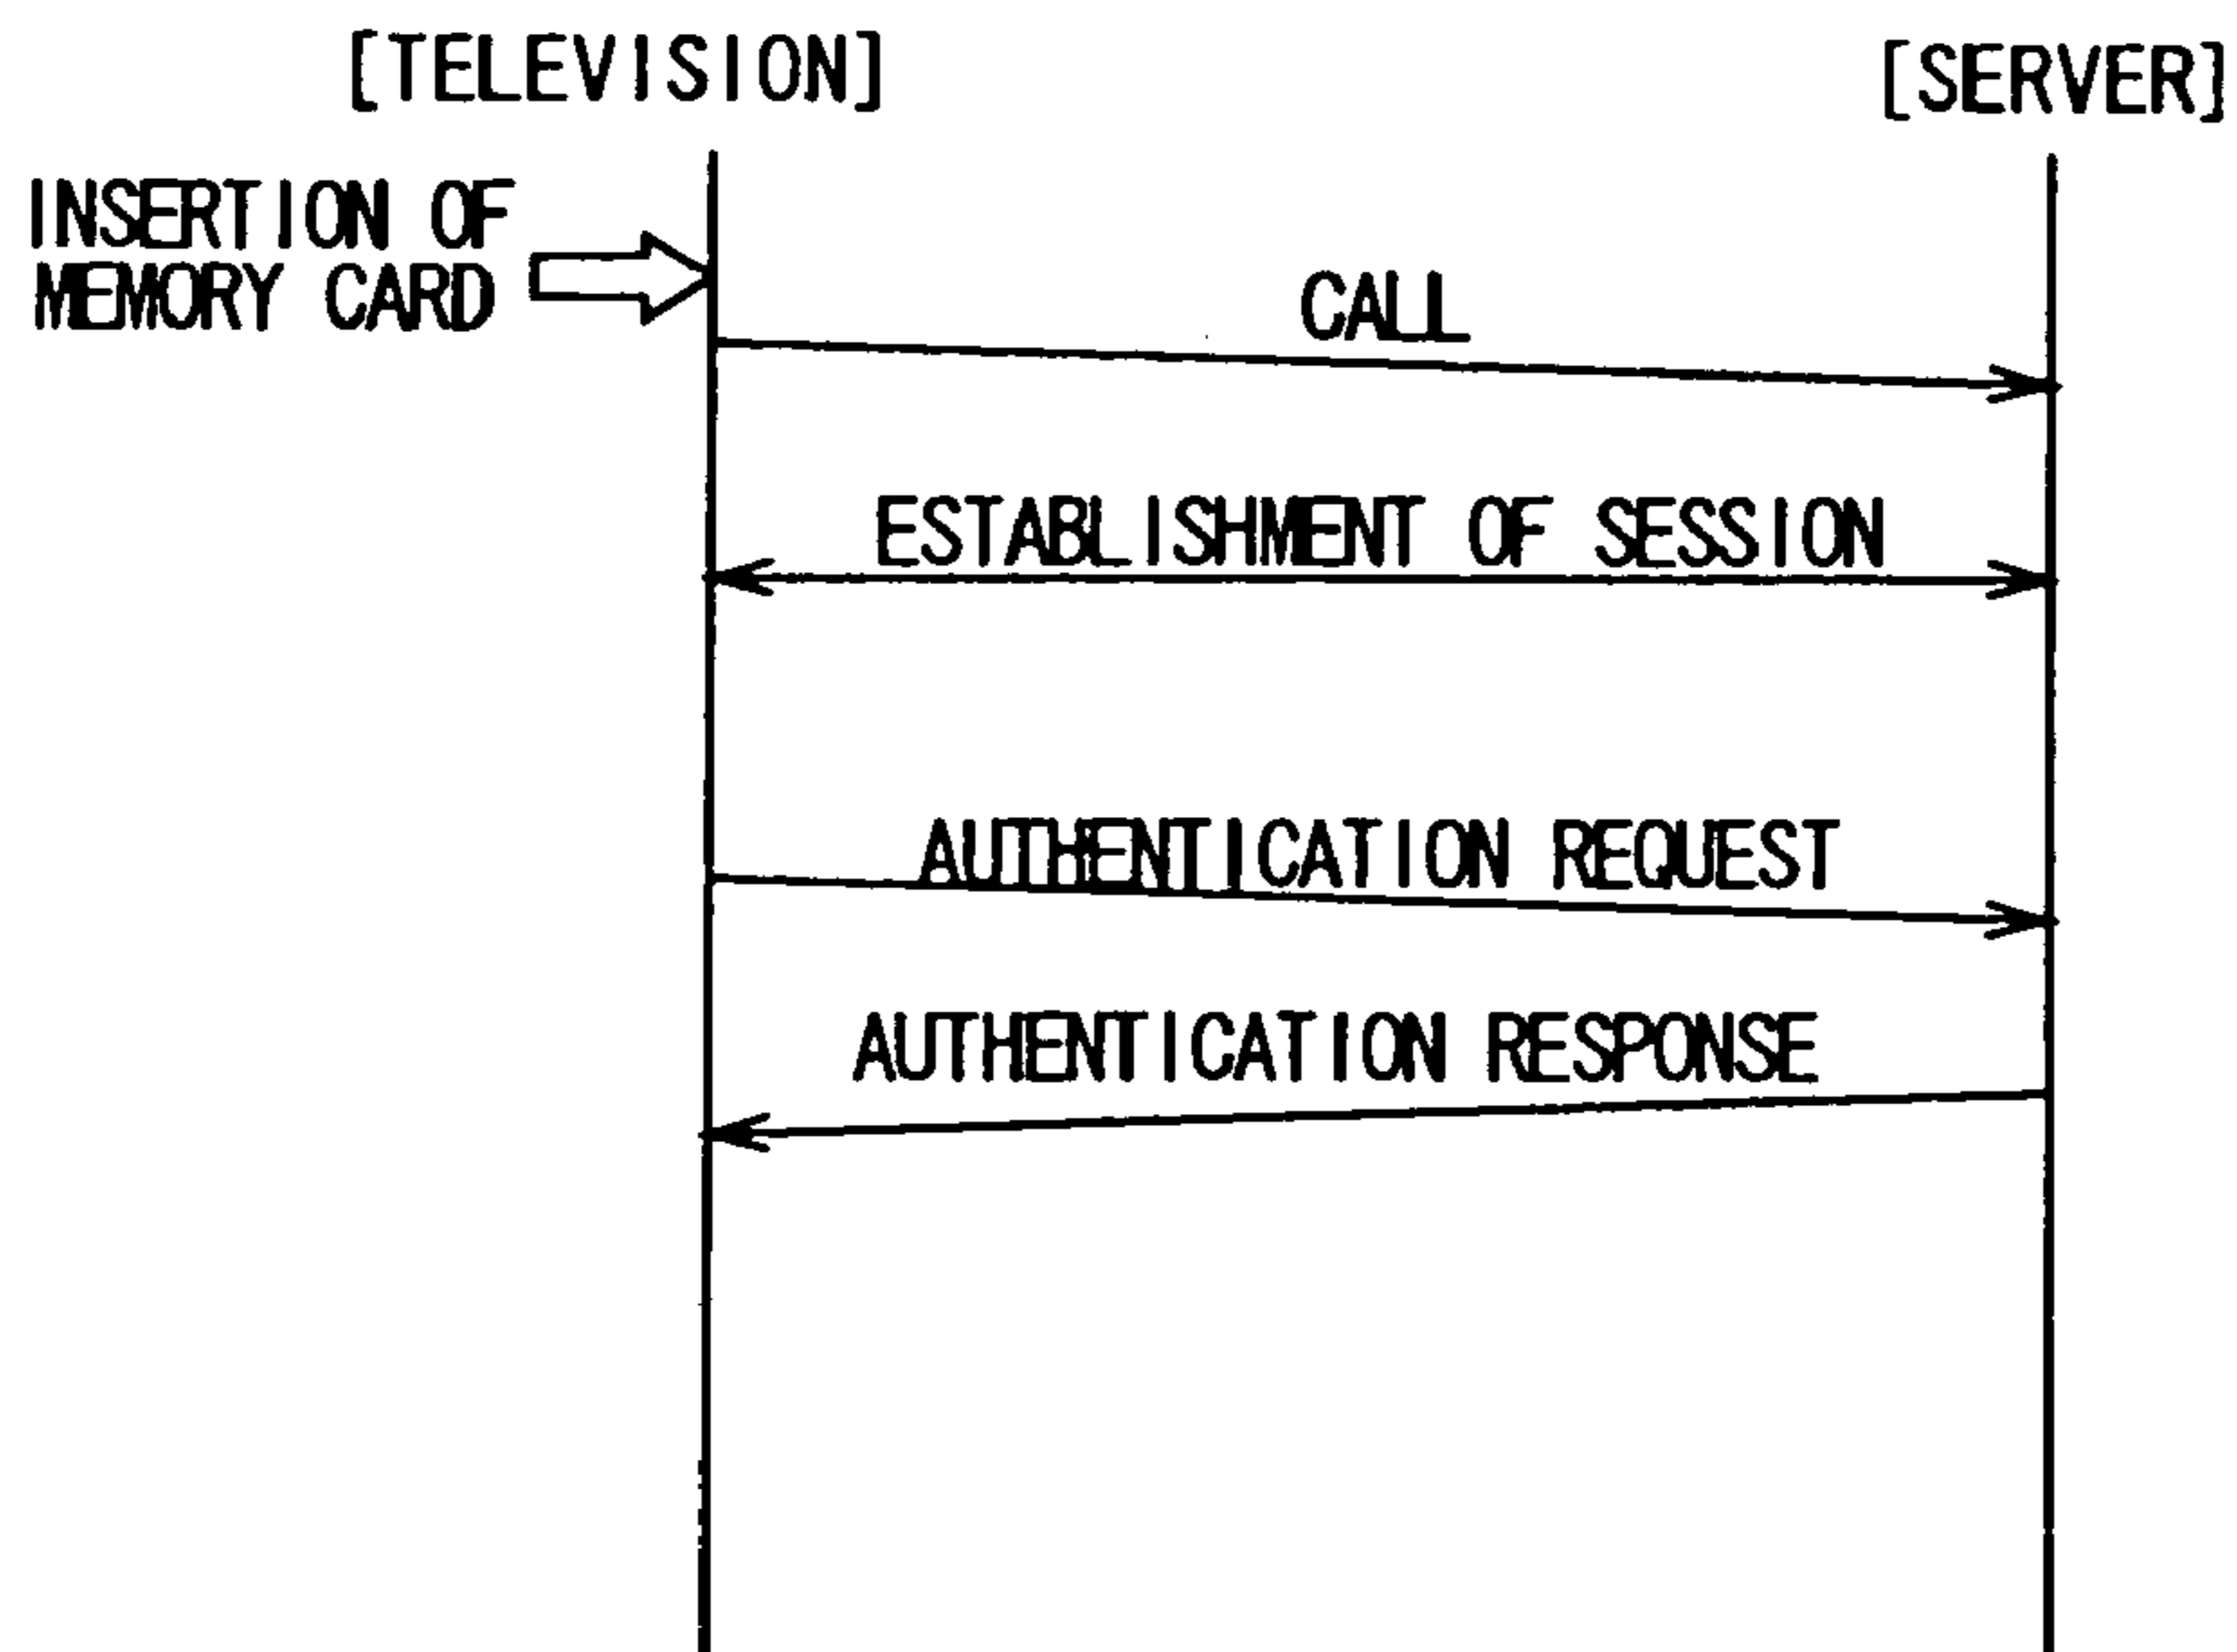 [TELEVISION]
[SERVER]
INSERTION OF
MEMORY CARD
CALL
ESTABLISHMENT OF SESSION
AUTHENTICATION REQUEST
AUTHENTICATION RESPONSE